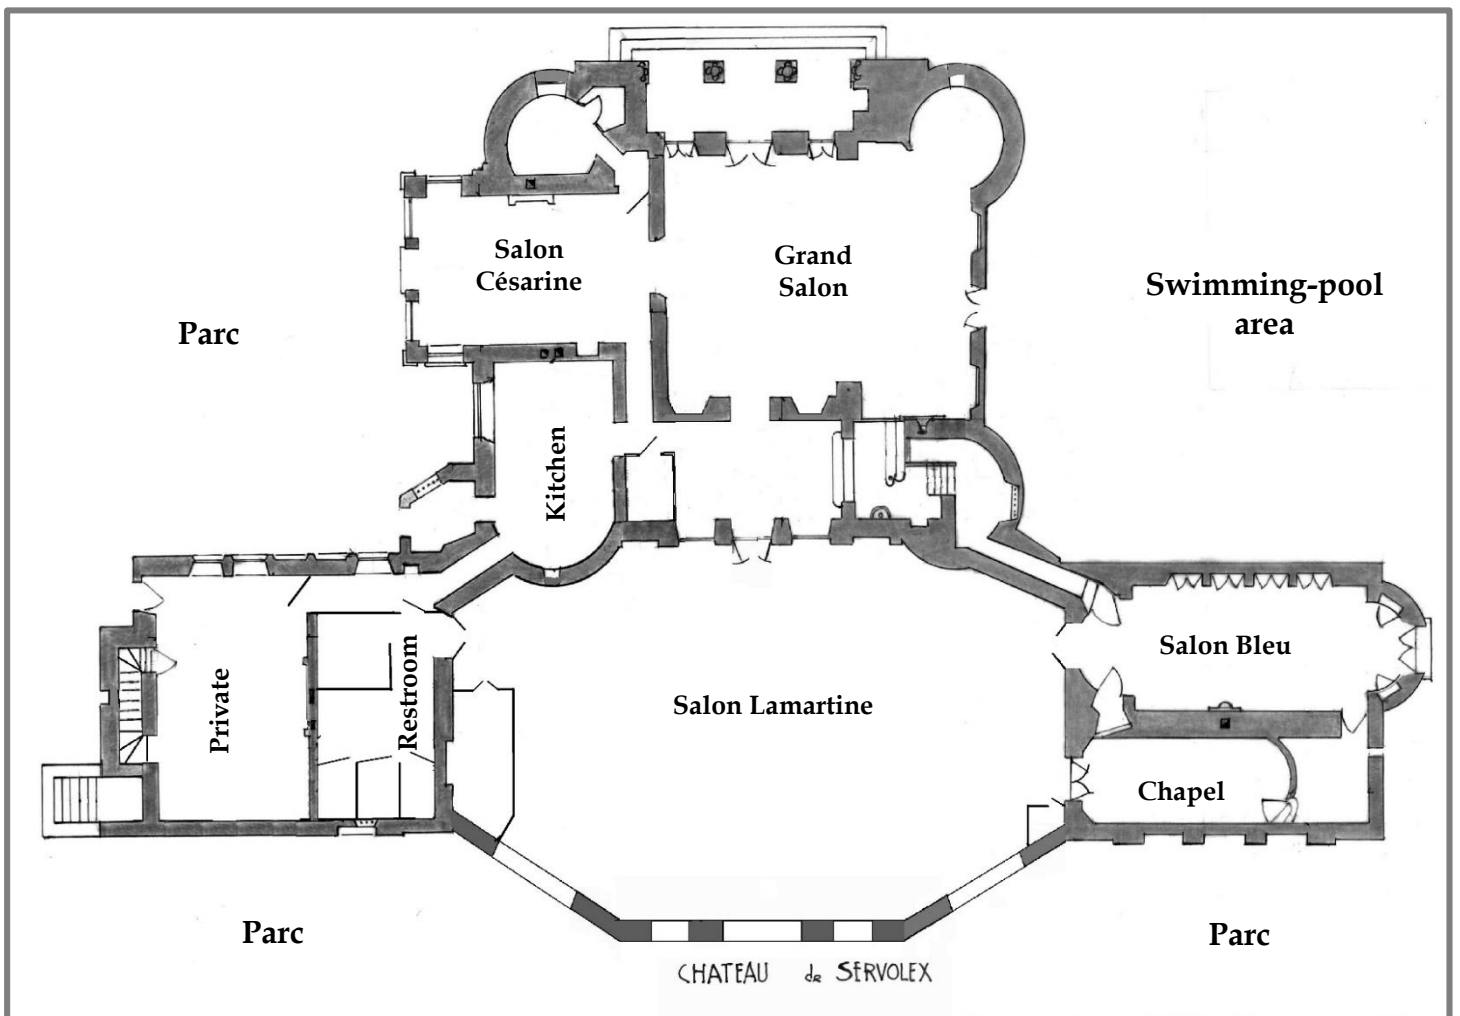 Salon
Césarine
Grand
Salon
Swimming-pool
area
Parc
Kitchen
Salon Bleu
Restroom
Private
Salon Lamartine
Chapel
Parc
Parc
CHATEAU de SERVOLEX